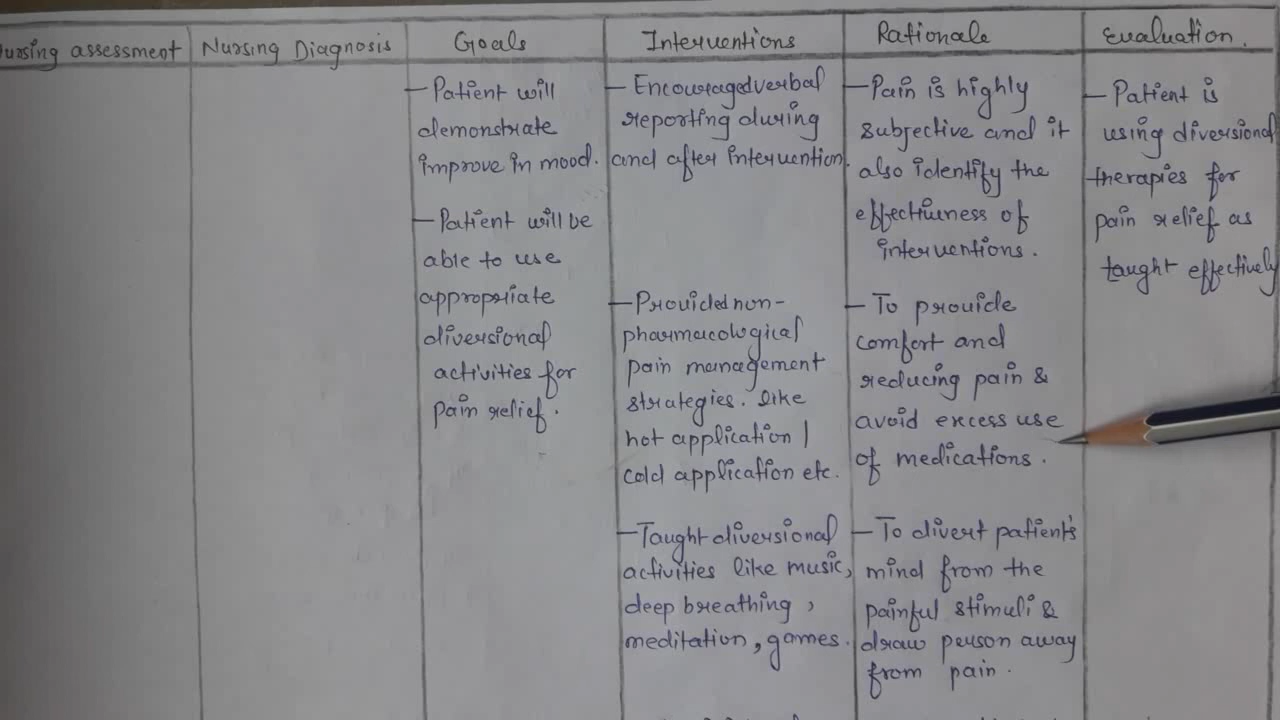 Nursing assessment
Nursing Diagnosis
Goals
Interventions
Rationale
Evaluation.
- Patient will
demonstrate
improve in mood.
- Patient will be
able to use
appropriate
diversional
activities for
pain relief.
- Encouraged verbal
reporting during
and after intervention.
- Provided non-
pharmacological
pain management
strategies. like
hot application /
cold application etc.
- Taught diversional
activities like music,
deep breathing,
meditation, games.
- Pain is highly
subjective and it
also identify the
effectiveness of
interventions.
- To provide
comfort and
reducing pain &
avoid excess use
of medications.
- To divert patient's
mind from the
painful stimuli &
draw person away
from pain.
- Patient is
using diversional
therapies for
pain relief as
taught effectively